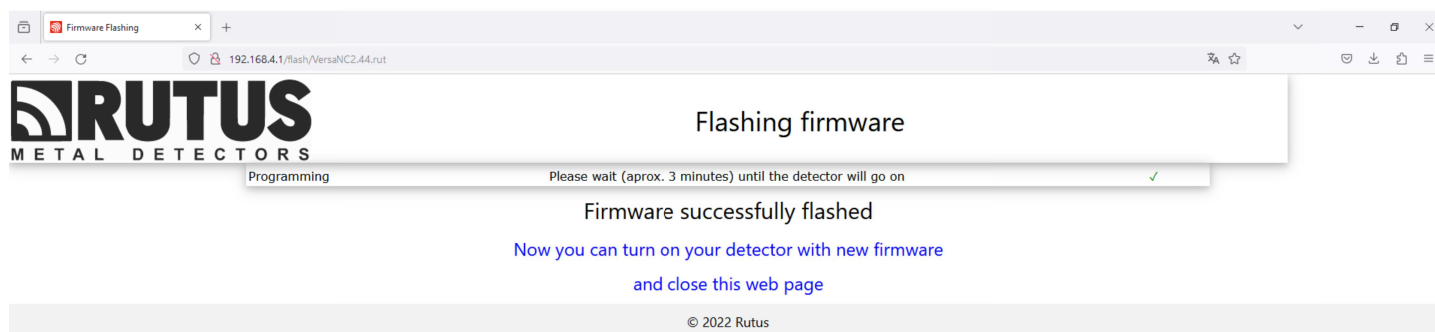 Firmware Flashing
192.168.4.1/flash/VersaNC2.44.rut
RUTUS
METAL DETECTORS
Flashing firmware
Programming Please wait (aprox. 3 minutes) until the detector will go on ✓
Firmware successfully flashed
Now you can turn on your detector with new firmware
and close this web page
© 2022 Rutus